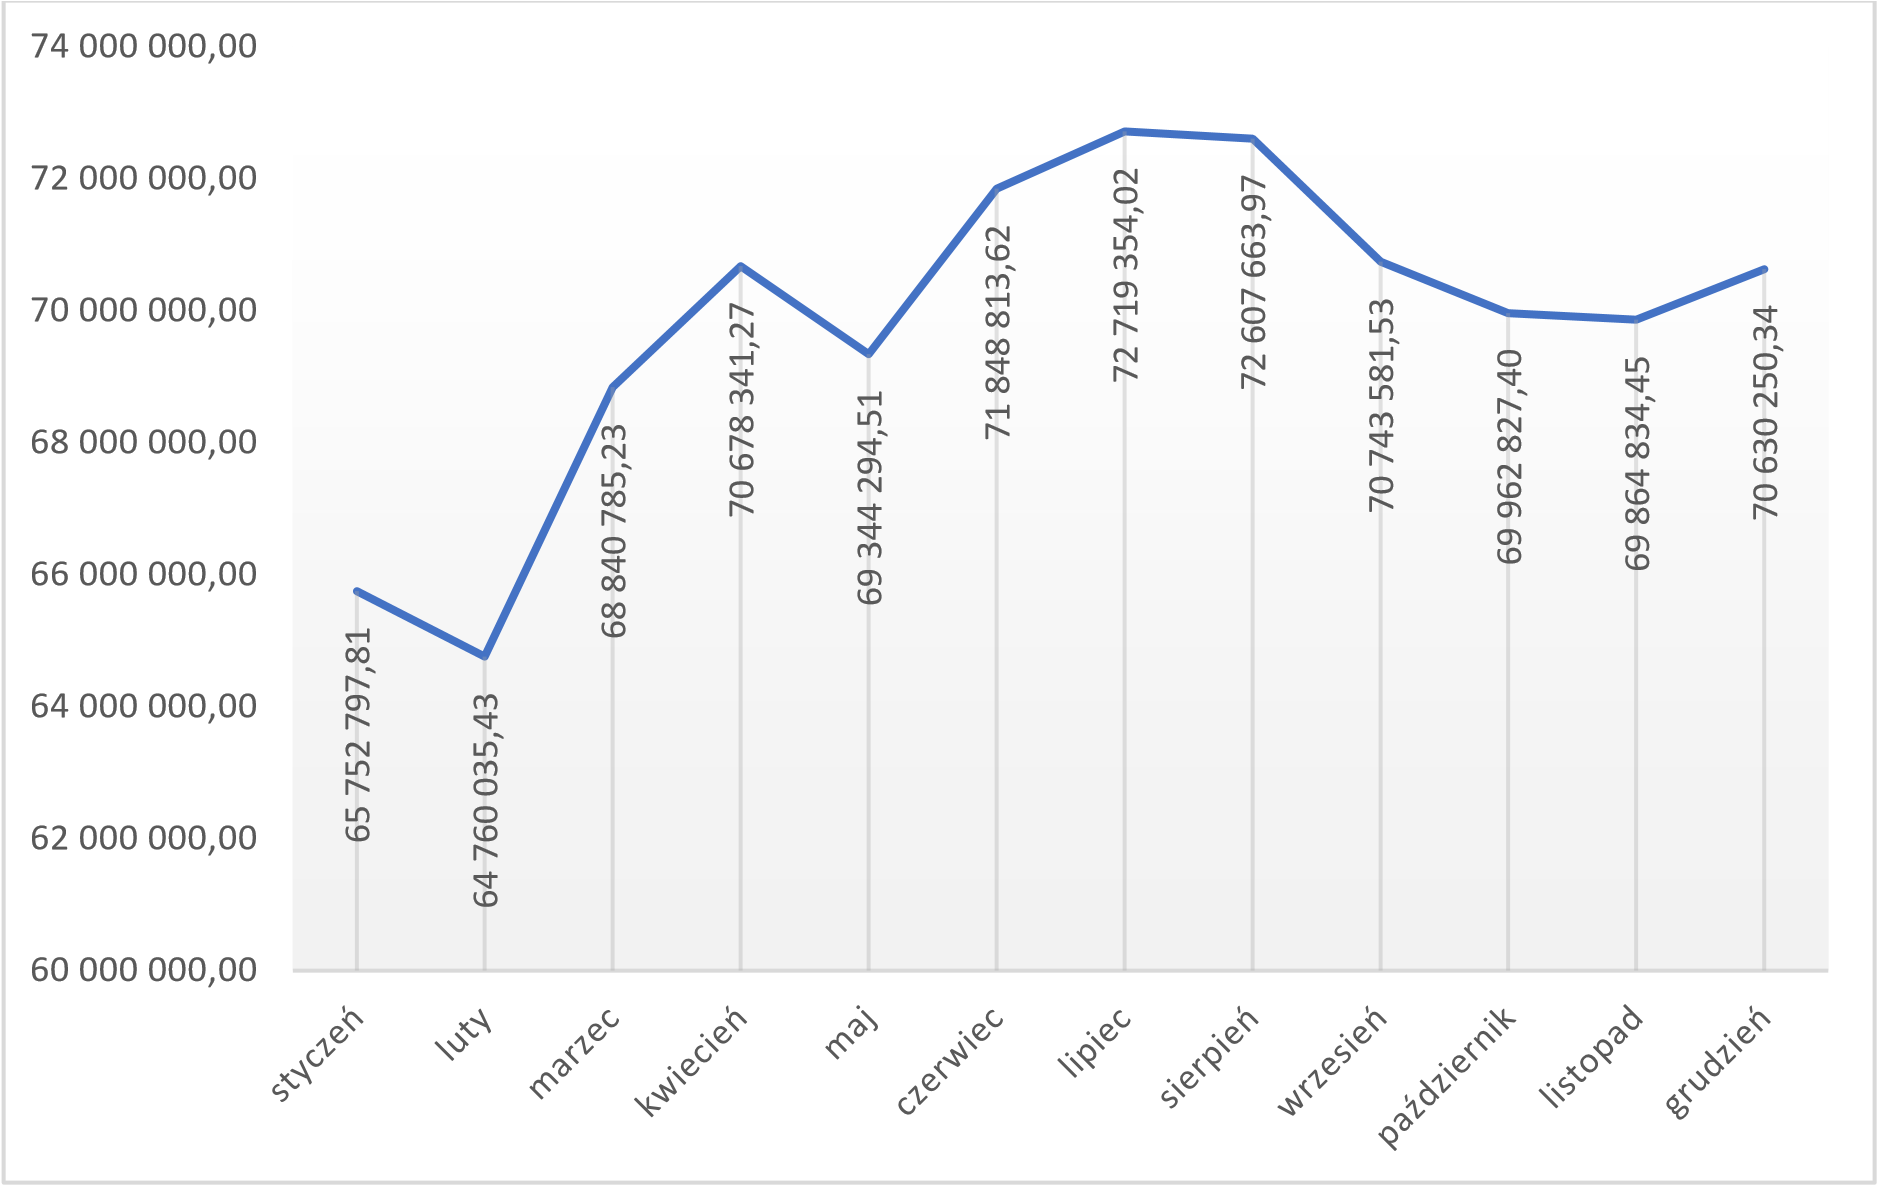 74 000 000,00
72 000 000,00
70 000 000,00
68 000 000,00
66 000 000,00
64 000 000,00
62 000 000,00
60 000 000,00
65 752 797,81
64 760 035,43
68 840 785,23
70 678 341,27
69 344 294,51
71 848 813,62
72 719 354,02
72 607 663,97
70 743 581,53
69 962 827,40
69 864 834,45
70 630 250,34
styczeń
luty
marzec
kwiecień
maj
czerwiec
lipiec
sierpień
wrzesień
październik
listopad
grudzień